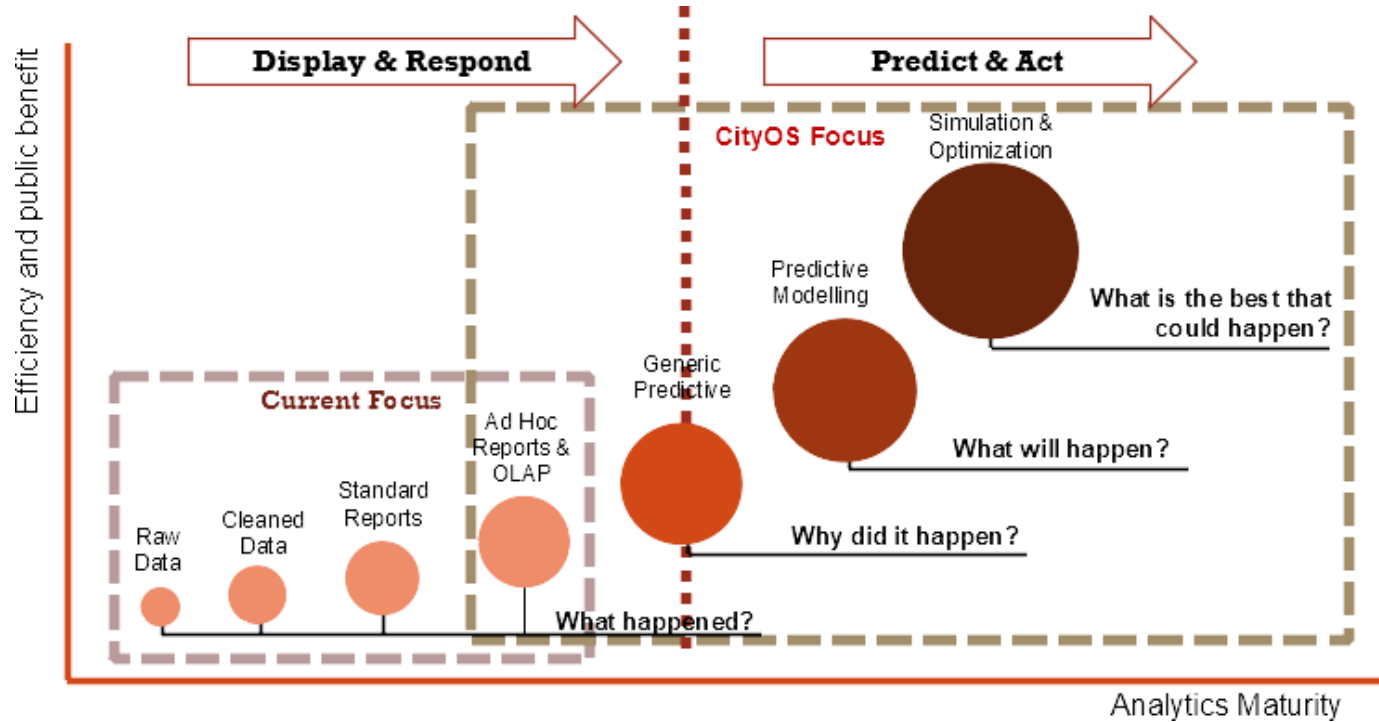 Efficiency and public benefit
Display & Respond
Predict & Act
CityOS Focus
Simulation &
Optimization
What is the best that
could happen?
Predictive
Modelling
What will happen?
Generic
Predictive
Why did it happen?
Current Focus
Ad Hoc
Reports &
OLAP
Standard
Reports
Cleaned
Data
Raw
Data
What happened?
Analytics Maturity